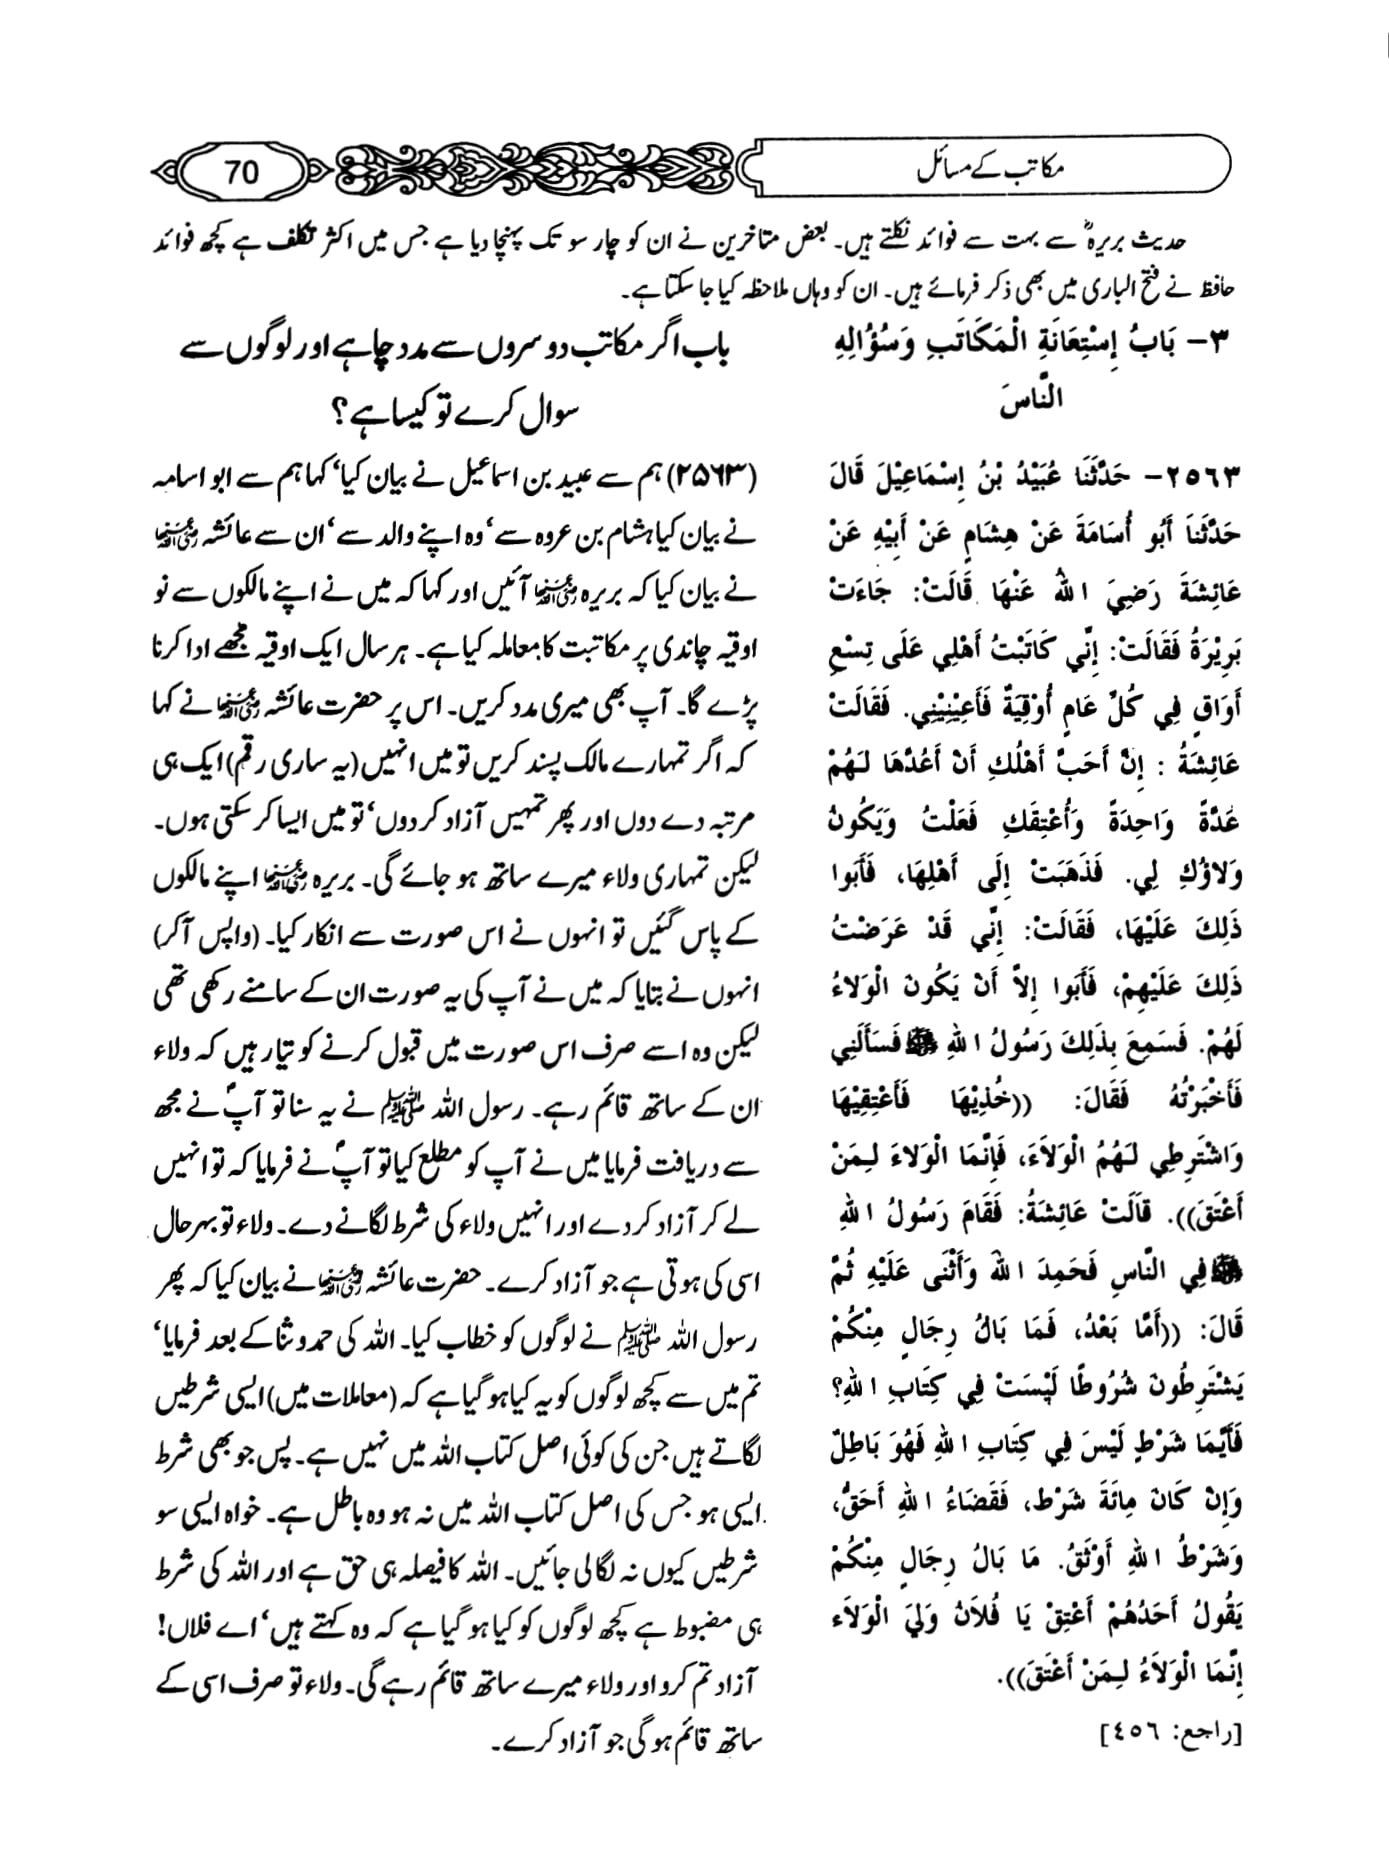 مکاتب کے مسائل
70
حدیث بریرہؓ سے بہت سے فوائد نکلتے ہیں۔ بعض متاخرین نے ان کو چار سو تک پہنچا دیا ہے جس میں اکثر تکلف ہے کچھ فوائد
حافظ نے فتح الباری میں بھی ذکر فرمائے ہیں۔ ان کو وہاں ملاحظہ کیا جا سکتا ہے۔
٣- بَابُ إِسْتِعَانَةِ الْمَكَاتَبِ وَسُؤَالِهِ
النَّاسَ
٢٥٦٣- حَدَّثَنَا عُبَيْدُ بْنُ إِسْمَاعِيْلَ قَالَ
حَدَّثَنَا أَبُو أُسَامَةَ عَنْ هِشَامٍ عَنْ أَبِيْهِ عَنْ
عَائِشَةَ رَضِيَ اللهُ عَنْهَا قَالَتْ: جَاءَتْ
بَرِيْرَةُ فَقَالَتْ: إِنِّي كَاتَبْتُ أَهْلِي عَلَى تِسْعِ
أَوَاقٍ فِي كُلِّ عَامٍ أُوْقِيَّةٌ فَأَعِيْنِيْنِي. فَقَالَتْ
عَائِشَةُ : إِنْ أَحَبَّ أَهْلُكِ أَنْ أَعُدَّهَا لَهُمْ
عَدَّةً وَاحِدَةً وَأُعْتِقَكِ فَعَلْتُ وَيَكُونُ
وَلاَؤُكِ لِي. فَذَهَبَتْ إِلَى أَهْلِهَا، فَأَبَوا
ذَلِكَ عَلَيْهَا، فَقَالَتْ: إِنِّي قَدْ عَرَضْتُ
ذَلِكَ عَلَيْهِمْ، فَأَبَوا إِلاَّ أَنْ يَكُونَ الْوَلاَءُ
لَهُمْ. فَسَمِعَ بِذَلِكَ رَسُولُ اللهِ ﷺ فَسَأَلَنِي
فَأَخْبَرْتُهُ فَقَالَ: ((خُذِيْهَا فَأَعْتِقِيْهَا
وَاشْتَرِطِي لَهُمُ الْوَلاَءَ، فَإِنَّمَا الْوَلاَءَ لِمَنْ
أَعْتَقَ)). قَالَتْ عَائِشَةُ: فَقَامَ رَسُولُ اللهِ
ﷺ فِي النَّاسِ فَحَمِدَ اللهَ وَأَثْنَى عَلَيْهِ ثُمَّ
قَالَ: ((أَمَّا بَعْدُ، فَمَا بَالُ رِجَالٍ مِنْكُمْ
يَشْتَرِطُونَ شُرُوطًا لَيْسَتْ فِي كِتَابِ اللهِ؟
فَأَيُّمَا شَرْطٍ لَيْسَ فِي كِتَابِ اللهِ فَهُوَ بَاطِلٌ
وَإِنْ كَانَ مِائَةَ شَرْطٍ، فَقَضَاءُ اللهِ أَحَقُّ،
وَشَرْطُ اللهِ أَوْثَقُ. مَا بَالُ رِجَالٍ مِنْكُمْ
يَقُولُ أَحَدُهُمْ أَعْتِقْ يَا فُلاَنُ وَلِيَ الْوَلاَءَ
إِنَّمَا الْوَلاَءُ لِمَنْ أَعْتَقَ)).
[راجع: ٤٥٦]
باب اگر مکاتب دوسروں سے مدد چاہے اور لوگوں سے
سوال کرے تو کیسا ہے؟
(۲۵۶۳) ہم سے عبید بن اسماعیل نے بیان کیا‘ کہا ہم سے ابو اسامہ
نے بیان کیا ہشام بن عروہ سے‘ وہ اپنے والد سے‘ ان سے عائشہ رضی اللہ عنہا
نے بیان کیا کہ بریرہ رضی اللہ عنہا آئیں اور کہا کہ میں نے اپنے مالکوں سے نو
اوقیہ چاندی پر مکاتبت کا معاملہ کیا ہے۔ ہر سال ایک اوقیہ مجھے ادا کرنا
پڑے گا۔ آپ بھی میری مدد کریں۔ اس پر حضرت عائشہ رضی اللہ عنہا نے کہا
کہ اگر تمہارے مالک پسند کریں تو میں انہیں (یہ ساری رقم) ایک ہی
مرتبہ دے دوں اور پھر تمہیں آزاد کر دوں‘ تو میں ایسا کر سکتی ہوں۔
لیکن تمہاری ولاء میرے ساتھ ہو جائے گی۔ بریرہ رضی اللہ عنہا اپنے مالکوں
کے پاس گئیں تو انہوں نے اس صورت سے انکار کیا۔ (واپس آ کر)
انہوں نے بتایا کہ میں نے آپ کی یہ صورت ان کے سامنے رکھی تھی
لیکن وہ اسے صرف اس صورت میں قبول کرنے کو تیار ہیں کہ ولاء
ان کے ساتھ قائم رہے۔ رسول اللہ ﷺ نے یہ سنا تو آپؐ نے مجھ
سے دریافت فرمایا میں نے آپ کو مطلع کیا تو آپؐ نے فرمایا کہ تو انہیں
لے کر آزاد کر دے اور انہیں ولاء کی شرط لگانے دے۔ ولاء تو بہر حال
اسی کی ہوتی ہے جو آزاد کرے۔ حضرت عائشہ رضی اللہ عنہا نے بیان کیا کہ پھر
رسول اللہ ﷺ نے لوگوں کو خطاب کیا۔ اللہ کی حمد و ثنا کے بعد فرمایا‘
تم میں سے کچھ لوگوں کو یہ کیا ہو گیا ہے کہ (معاملات میں) ایسی شرطیں
لگاتے ہیں جن کی کوئی اصل کتاب اللہ میں نہیں ہے۔ پس جو بھی شرط
ایسی ہو جس کی اصل کتاب اللہ میں نہ ہو وہ باطل ہے۔ خواہ ایسی سو
شرطیں کیوں نہ لگالی جائیں۔ اللہ کا فیصلہ ہی حق ہے اور اللہ کی شرط
ہی مضبوط ہے کچھ لوگوں کو کیا ہو گیا ہے کہ وہ کہتے ہیں‘ اے فلاں!
آزاد تم کرو اور ولاء میرے ساتھ قائم رہے گی۔ ولاء تو صرف اسی کے
ساتھ قائم ہو گی جو آزاد کرے۔